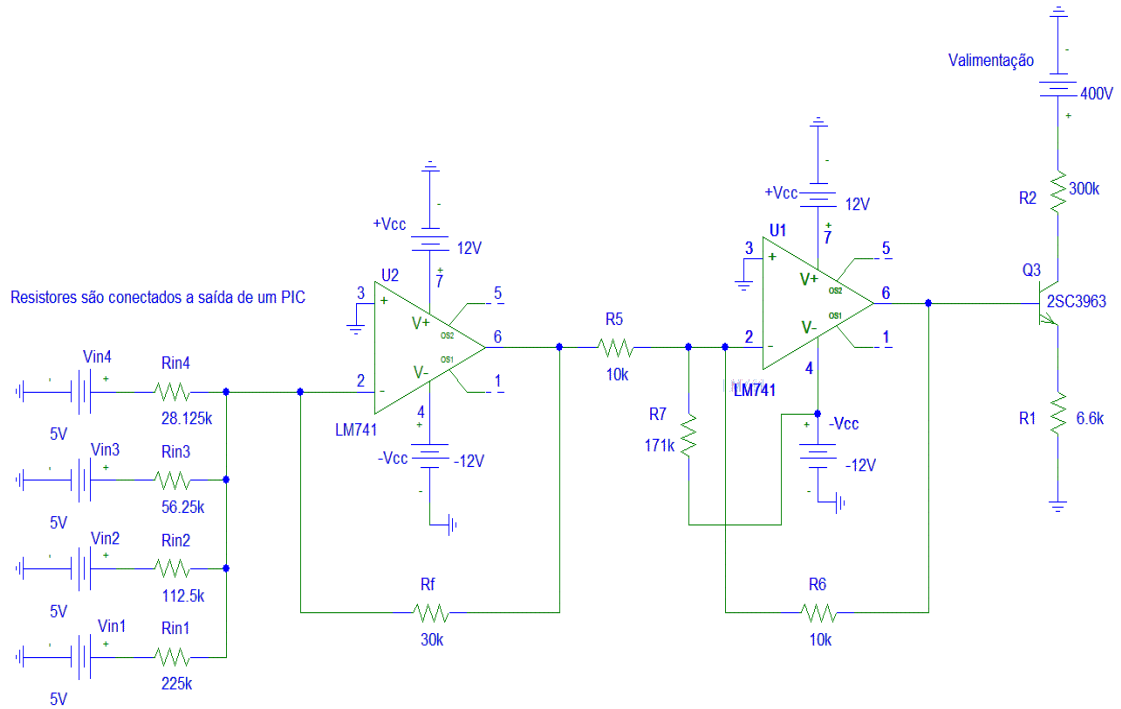 Valimentação
400V
R2
300k
+Vcc
12V
U1
7
5
3
+
V+
OS2
6
Q3
2SC3963
OS1
V-
2
-
1
4
LM741
+Vcc
12V
U2
7
5
3
+
V+
OS2
6
OS1
V-
2
-
1
4
LM741
-Vcc
-12V
Resistores são conectados a saída de um PIC
R5
10k
R7
171k
-Vcc
-12V
R1
6.6k
Vin4
Rin4
5V
28.125k
Vin3
Rin3
5V
56.25k
Vin2
Rin2
5V
112.5k
Vin1
Rin1
5V
225k
Rf
30k
R6
10k